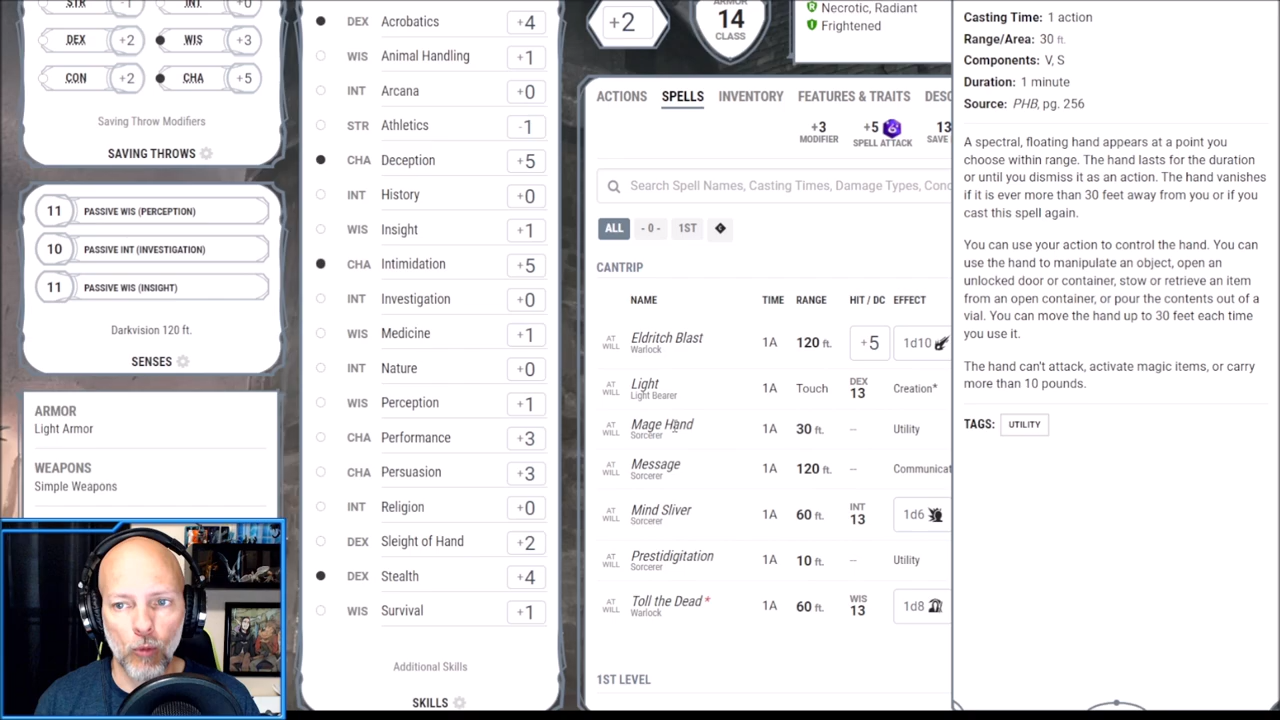 STR -1 INT +0
DEX +2 WIS +3
CON +2 CHA +5
Saving Throw Modifiers
SAVING THROWS
11 PASSIVE WIS (PERCEPTION)
10 PASSIVE INT (INVESTIGATION)
11 PASSIVE WIS (INSIGHT)
Darkvision 120 ft.
SENSES
ARMOR
Light Armor
WEAPONS
Simple Weapons
DEX Acrobatics +4
WIS Animal Handling +1
INT Arcana +0
STR Athletics -1
CHA Deception +5
INT History +0
WIS Insight +1
CHA Intimidation +5
INT Investigation +0
WIS Medicine +1
INT Nature +0
WIS Perception +1
CHA Performance +3
CHA Persuasion +3
INT Religion +0
DEX Sleight of Hand +2
DEX Stealth +4
WIS Survival +1
Additional Skills
SKILLS
+2
ARMOR
14
CLASS
R Necrotic, Radiant
Frightened
ACTIONS SPELLS INVENTORY FEATURES & TRAITS DESC
+3 +5 13
MODIFIER SPELL ATTACK SAVE
Search Spell Names, Casting Times, Damage Types, Conc
ALL - 0 - 1ST
CANTRIP
NAME TIME RANGE HIT / DC EFFECT
AT WILL Eldritch Blast 1A 120 ft. +5 1d10
Warlock
AT WILL Light 1A Touch DEX 13 Creation*
Light Bearer
AT WILL Mage Hand 1A 30 ft. -- Utility
Sorcerer
AT WILL Message 1A 120 ft. -- Communicat
Sorcerer
AT WILL Mind Sliver 1A 60 ft. INT 13 1d6
Sorcerer
AT WILL Prestidigitation 1A 10 ft. -- Utility
Sorcerer
AT WILL Toll the Dead * 1A 60 ft. WIS 13 1d8
Warlock
1ST LEVEL
Casting Time: 1 action
Range/Area: 30 ft.
Components: V, S
Duration: 1 minute
Source: PHB, pg. 256
A spectral, floating hand appears at a point you
choose within range. The hand lasts for the duration
or until you dismiss it as an action. The hand vanishes
if it is ever more than 30 feet away from you or if you
cast this spell again.
You can use your action to control the hand. You can
use the hand to manipulate an object, open an
unlocked door or container, stow or retrieve an item
from an open container, or pour the contents out of a
vial. You can move the hand up to 30 feet each time
you use it.
The hand can't attack, activate magic items, or carry
more than 10 pounds.
TAGS: UTILITY